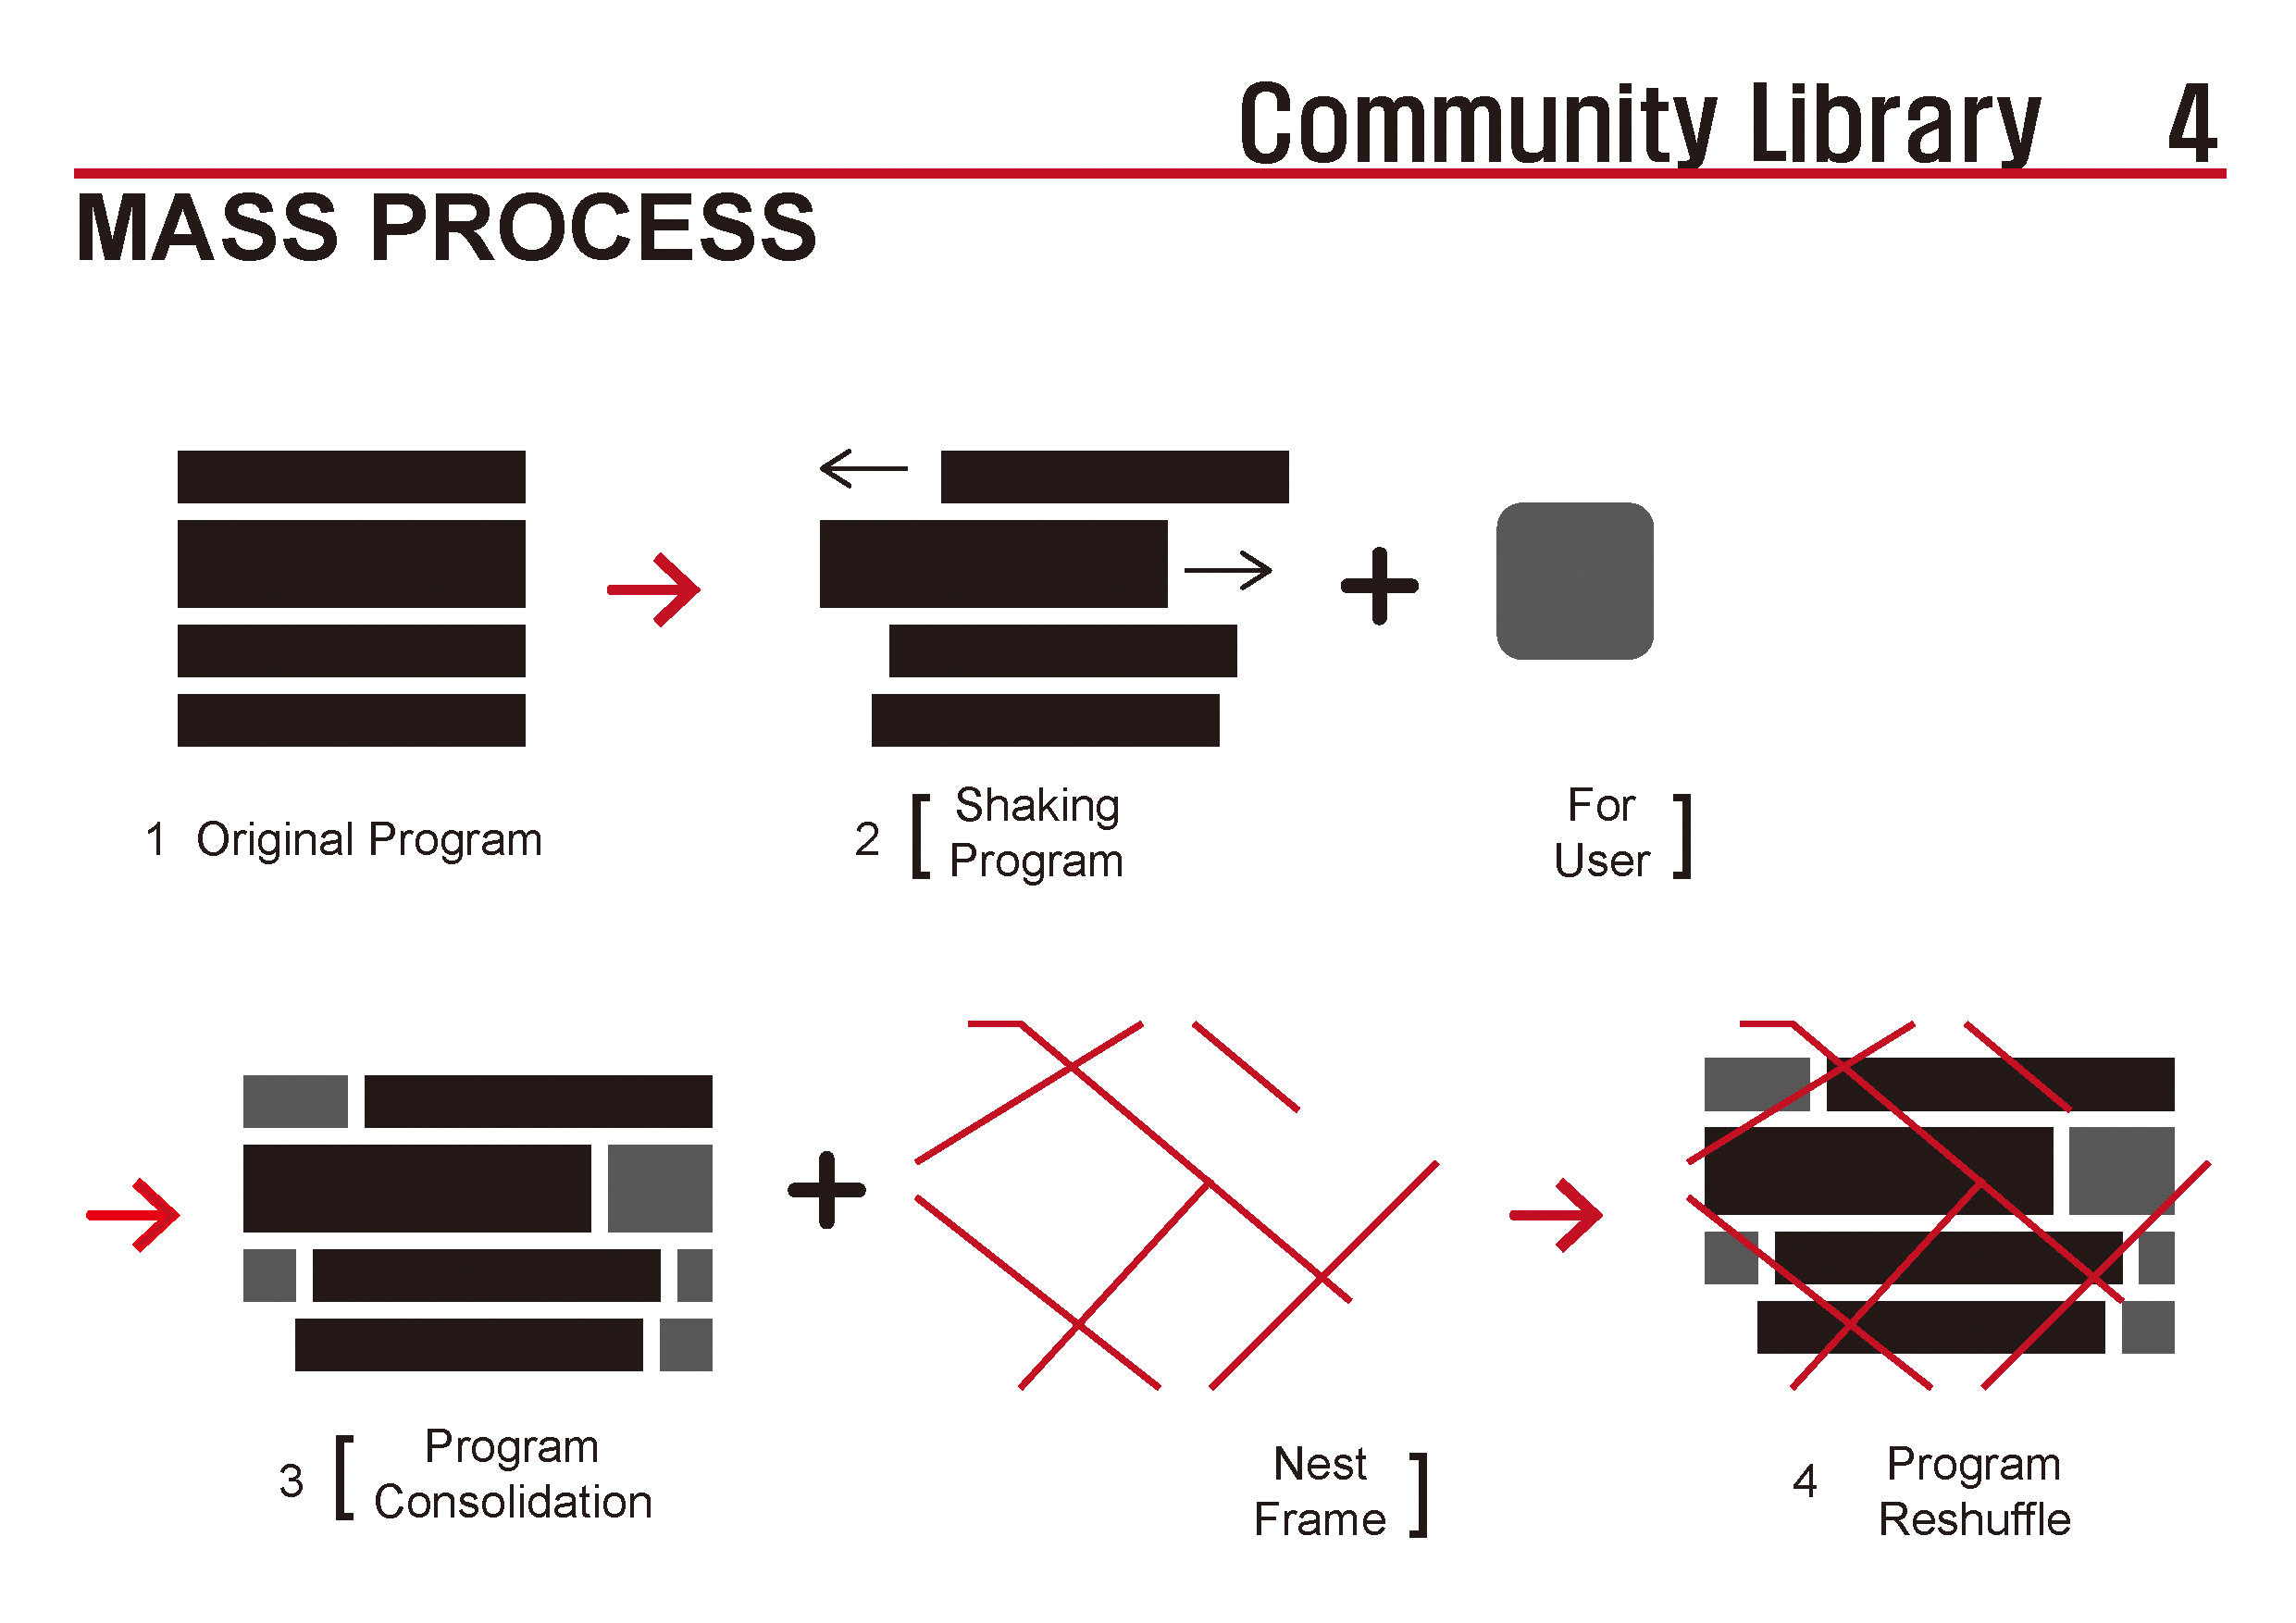 Community Library 4
MASS PROCESS
1 Original Program
2 [ Shaking
Program
For
User ]
3 [ Program
Consolidation
Nest
Frame ]
4 Program
Reshuffle